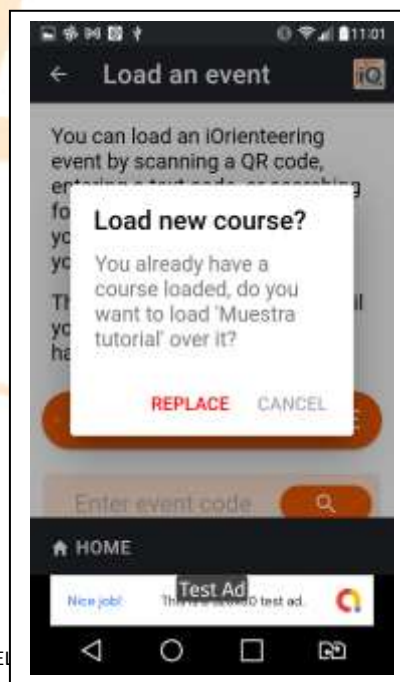 11:01
Load an event
iQ
You can load an iOrienteering
event by scanning a QR code,
Load new course?
You already have a
course loaded, do you
want to load 'Muestra
tutorial' over it?
REPLACE CANCEL
Enter event code
HOME
Nice job! Test Ad test ad.